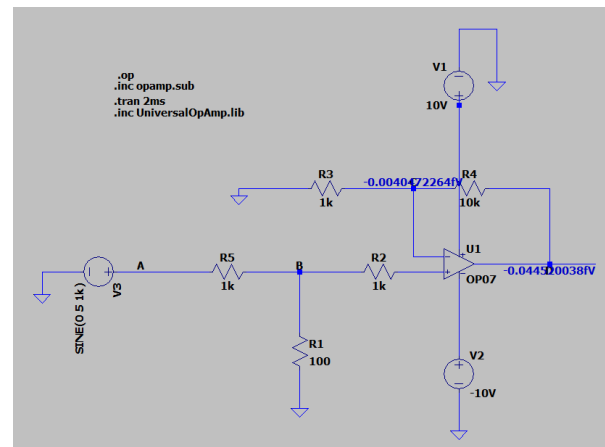 .op
.inc opamp.sub
.tran 2ms
.inc UniversalOpAmp.lib
V1
10V
R3
1k
-0.0040472264fV
R4
10k
A
R5
1k
B
R2
1k
U1
OP07
-0.044520038fV
V3
SINE(0 5 1k)
R1
100
V2
-10V